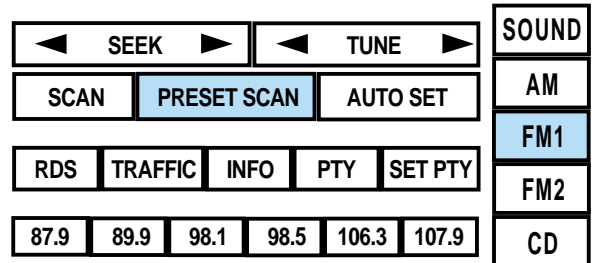 ◄ SEEK ► ◄ TUNE ►
SCAN PRESET SCAN AUTO SET
RDS TRAFFIC INFO PTY SET PTY
87.9 89.9 98.1 98.5 106.3 107.9
SOUND
AM
FM1
FM2
CD